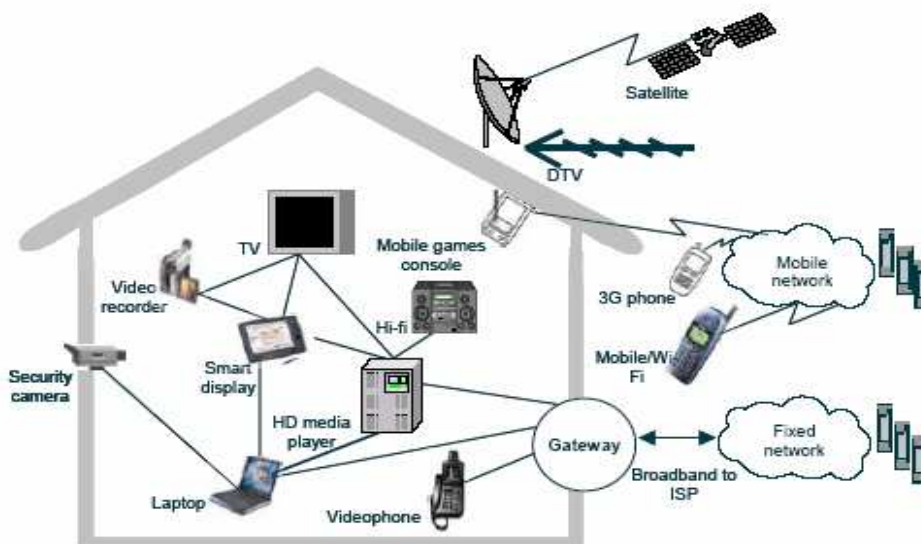 Satellite
DTV
TV
Mobile games
console
Video
recorder
3G phone
Mobile
network
Hi-fi
Mobile/Wi-
Fi
Security
camera
Smart
display
HD media
player
Gateway
Fixed
network
Broadband to
ISP
Laptop
Videophone